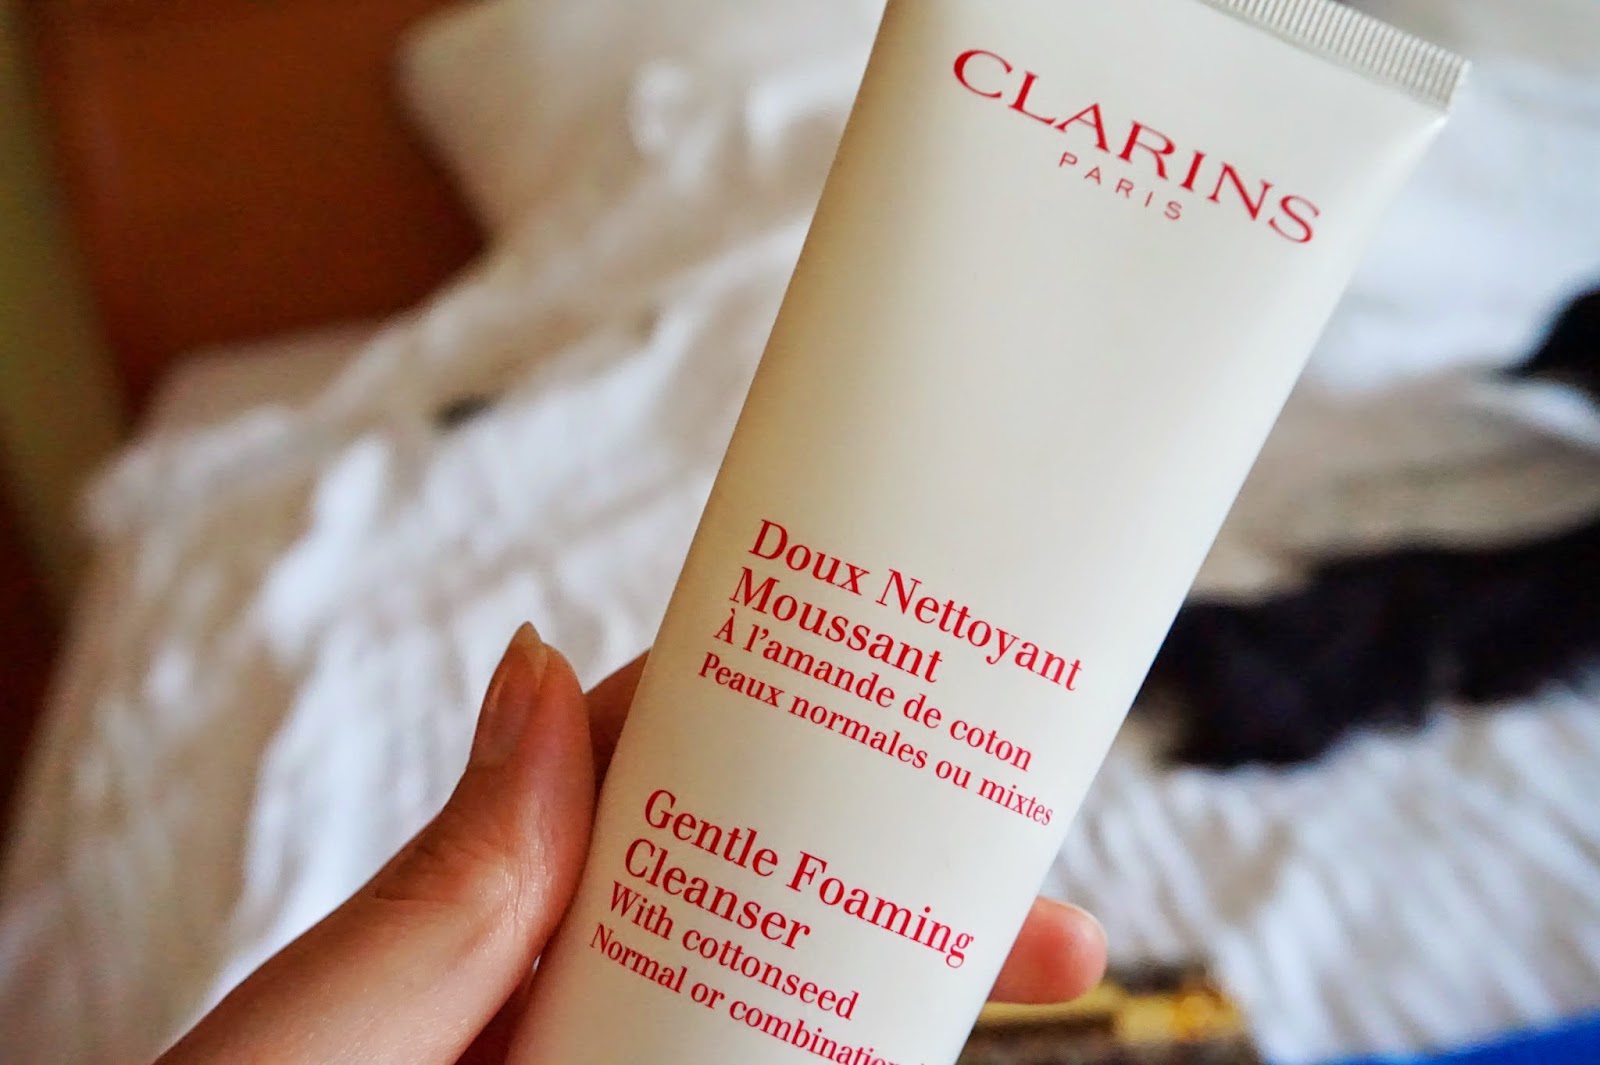 CLARINS
PARIS
Doux Nettoyant
Moussant
À l'amande de coton
Peaux normales ou mixtes
Gentle Foaming
Cleanser
With cottonseed
Normal or combination